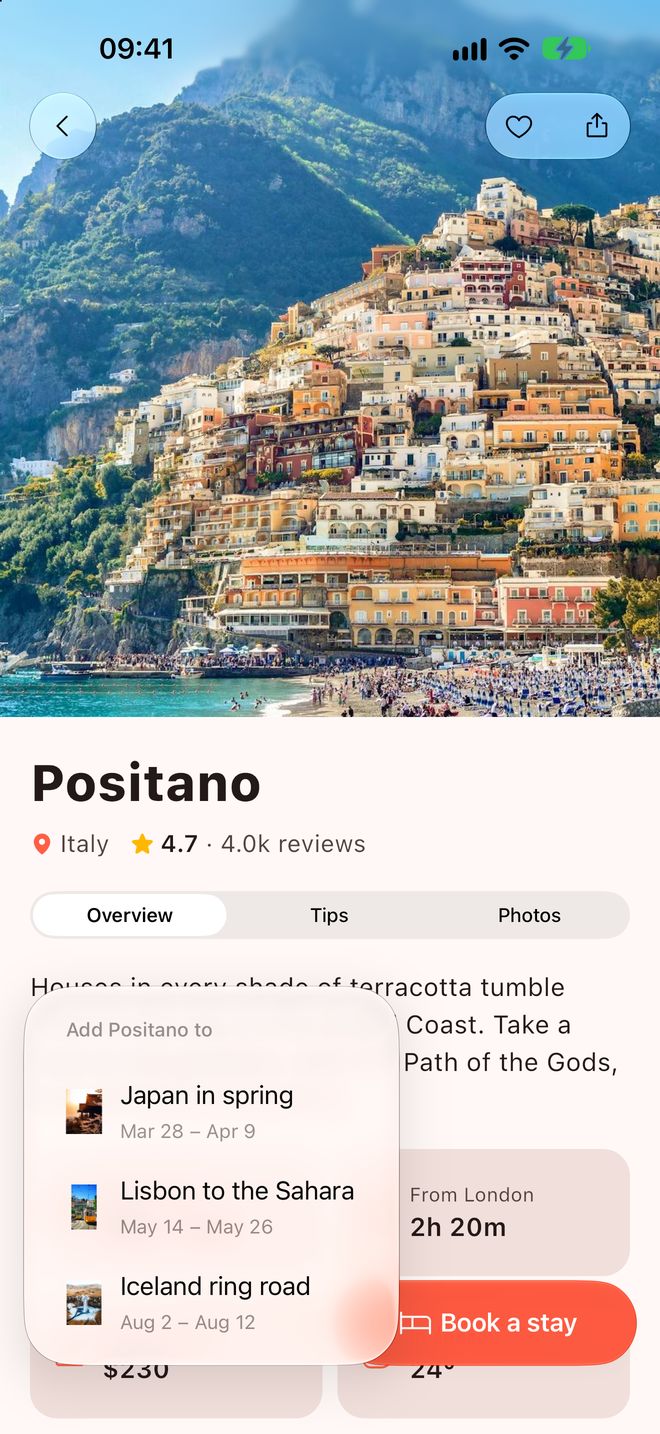 09:41
Positano
Italy 4.7 · 4.0k reviews
Overview Tips Photos
Houses in every shade of terracotta tumble
Coast. Take a
Path of the Gods,
Add Positano to
Japan in spring
Mar 28 – Apr 9
Lisbon to the Sahara
May 14 – May 26
Iceland ring road
Aug 2 – Aug 12
From London
2h 20m
Book a stay
$230
24°